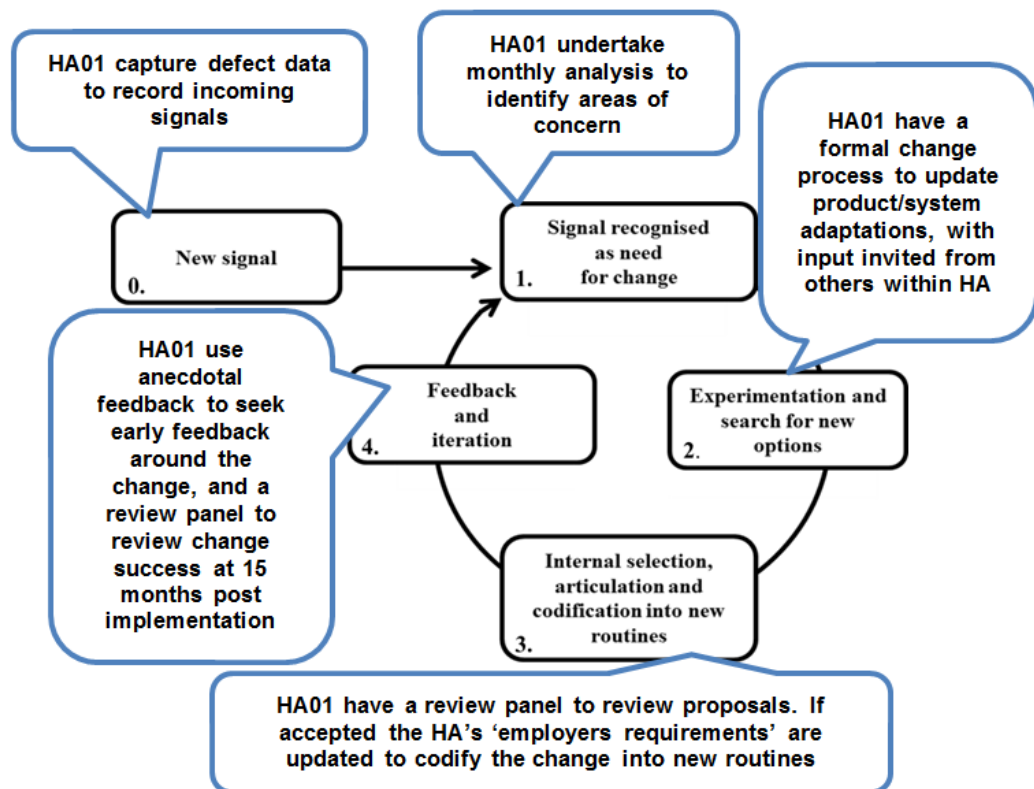 HA01 capture defect data
to record incoming
signals
HA01 undertake
monthly analysis to
identify areas of
concern
HA01 have a
formal change
process to update
product/system
adaptations, with
input invited from
others within HA
New signal
0.
Signal recognised
as need
for change
1.
HA01 use
anecdotal
feedback to seek
early feedback
around the
change, and a
review panel to
review change
success at 15
months post
implementation
Feedback
and
iteration
4.
Experimentation and
search for new
options
2.
Internal selection,
articulation and
codification into new
routines
3.
HA01 have a review panel to review proposals. If
accepted the HA's ‘employers requirements’ are
updated to codify the change into new routines